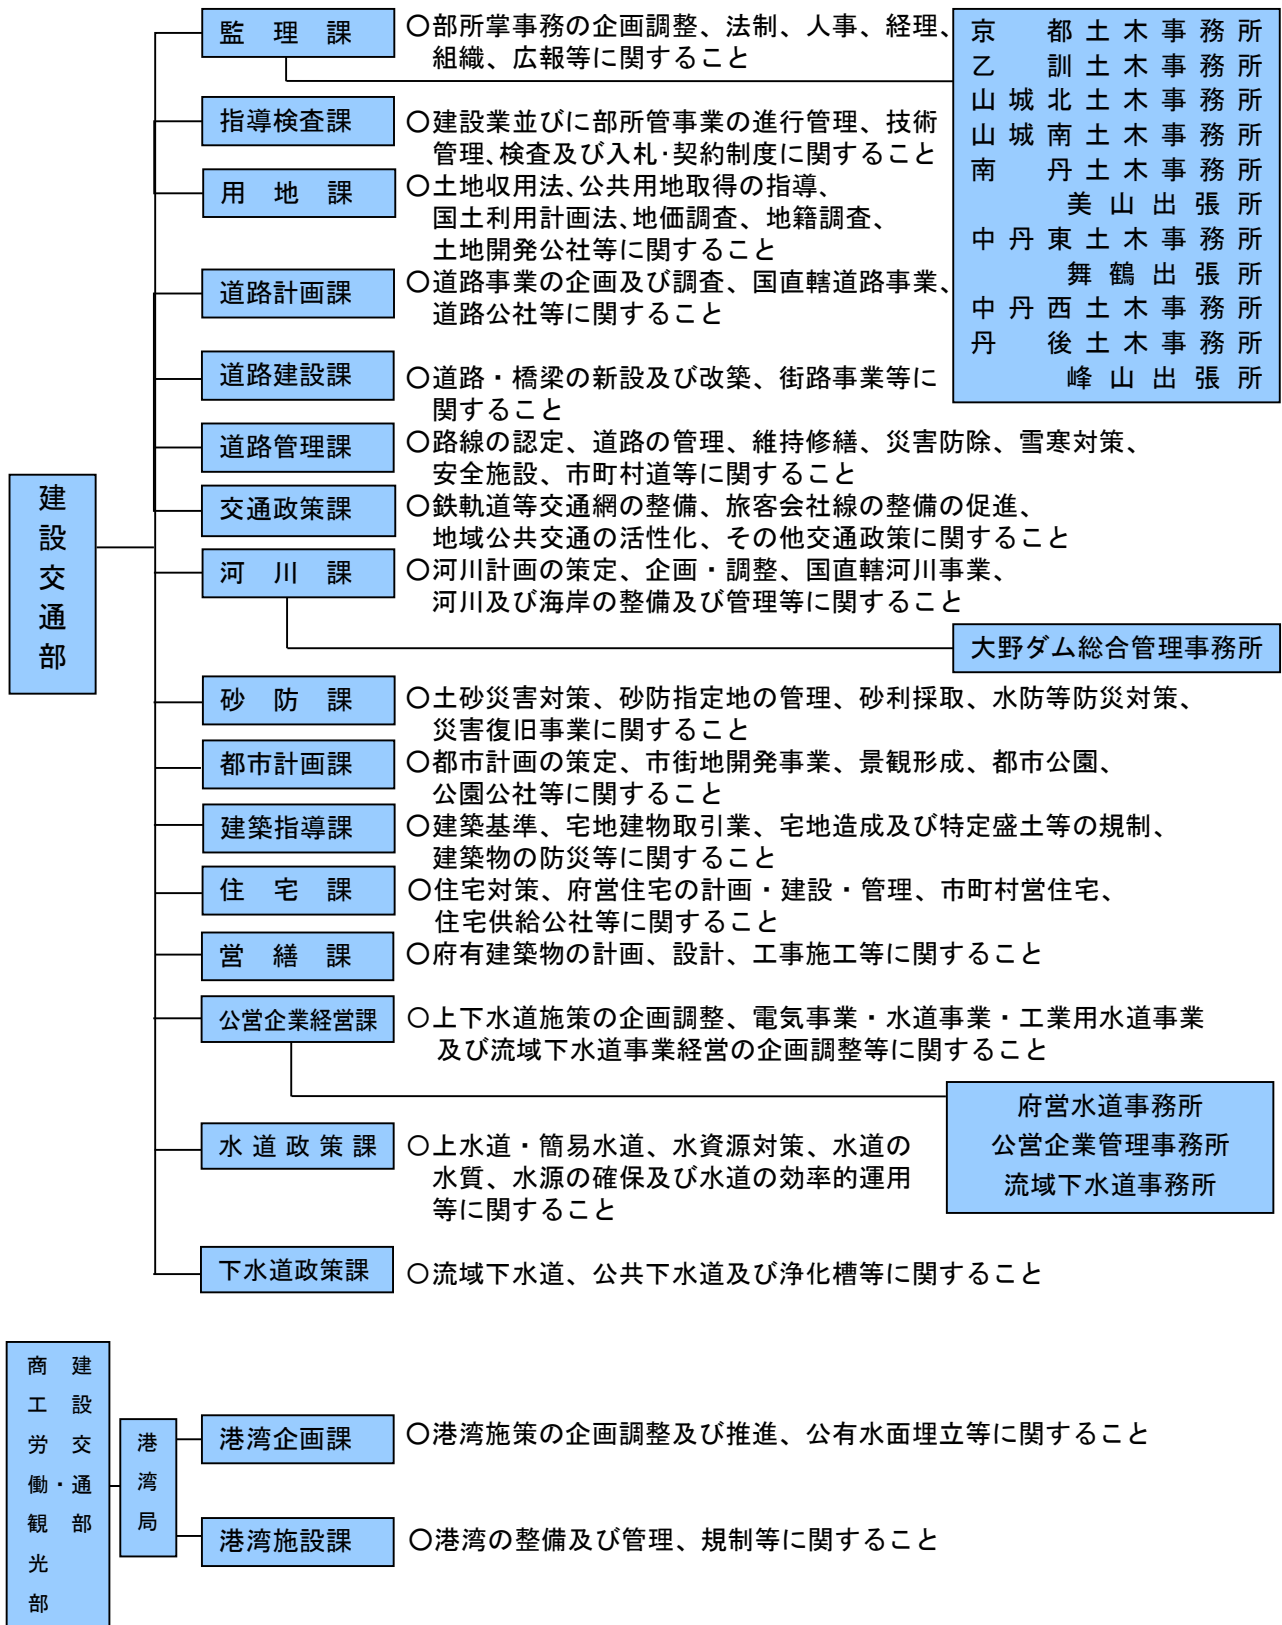 建設交通部
監理課
〇部所掌事務の企画調整、法制、人事、経理、
組織、広報等に関すること
京都土木事務所
乙訓土木事務所
山城北土木事務所
山城南土木事務所
南丹土木事務所
美山出張所
中丹東土木事務所
舞鶴出張所
中丹西土木事務所
丹後土木事務所
峰山出張所
指導検査課
〇建設業並びに部所管事業の進行管理、技術
管理、検査及び入札･契約制度に関すること
用地課
〇土地収用法、公共用地取得の指導、
国土利用計画法、地価調査、地籍調査、
土地開発公社等に関すること
道路計画課
〇道路事業の企画及び調査、国直轄道路事業、
道路公社等に関すること
道路建設課
〇道路・橋梁の新設及び改築、街路事業等に
関すること
道路管理課
〇路線の認定、道路の管理、維持修繕、災害防除、雪寒対策、
安全施設、市町村道等に関すること
交通政策課
〇鉄軌道等交通網の整備、旅客会社線の整備の促進、
地域公共交通の活性化、その他交通政策に関すること
河川課
〇河川計画の策定、企画・調整、国直轄河川事業、
河川及び海岸の整備及び管理等に関すること
大野ダム総合管理事務所
砂防課
〇土砂災害対策、砂防指定地の管理、砂利採取、水防等防災対策、
災害復旧事業に関すること
都市計画課
〇都市計画の策定、市街地開発事業、景観形成、都市公園、
公園公社等に関すること
建築指導課
〇建築基準、宅地建物取引業、宅地造成及び特定盛土等の規制、
建築物の防災等に関すること
住宅課
〇住宅対策、府営住宅の計画・建設・管理、市町村営住宅、
住宅供給公社等に関すること
営繕課
〇府有建築物の計画、設計、工事施工等に関すること
公営企業経営課
〇上下水道施策の企画調整、電気事業・水道事業・工業用水道事業
及び流域下水道事業経営の企画調整等に関すること
府営水道事務所
公営企業管理事務所
流域下水道事務所
水道政策課
〇上水道・簡易水道、水資源対策、水道の
水質、水源の確保及び水道の効率的運用
等に関すること
下水道政策課
〇流域下水道、公共下水道及び浄化槽等に関すること
建設交通部・
商工労働観光部
港湾局
港湾企画課
〇港湾施策の企画調整及び推進、公有水面埋立等に関すること
港湾施設課
〇港湾の整備及び管理、規制等に関すること